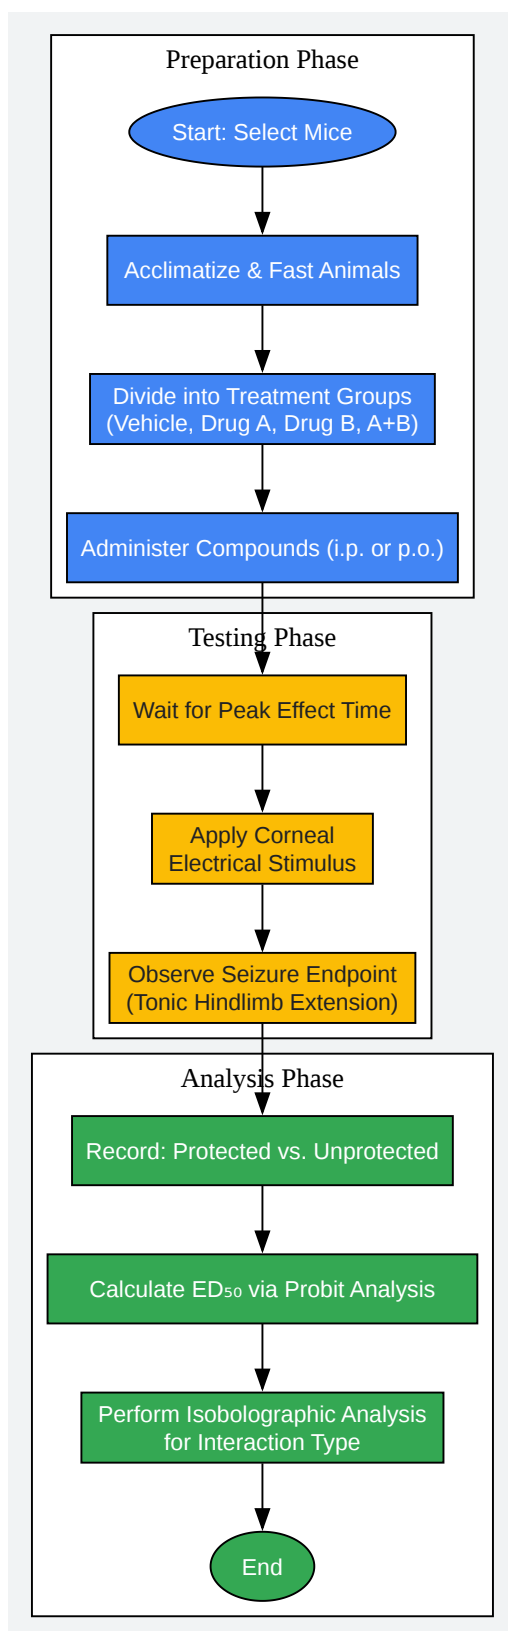 Preparation Phase
Start: Select Mice
Acclimatize & Fast Animals
Divide into Treatment Groups
(Vehicle, Drug A, Drug B, A+B)
Administer Compounds (i.p. or p.o.)
Testing Phase
Wait for Peak Effect Time
Apply Corneal
Electrical Stimulus
Observe Seizure Endpoint
(Tonic Hindlimb Extension)
Analysis Phase
Record: Protected vs. Unprotected
Calculate ED₅₀ via Probit Analysis
Perform Isobolographic Analysis
for Interaction Type
End